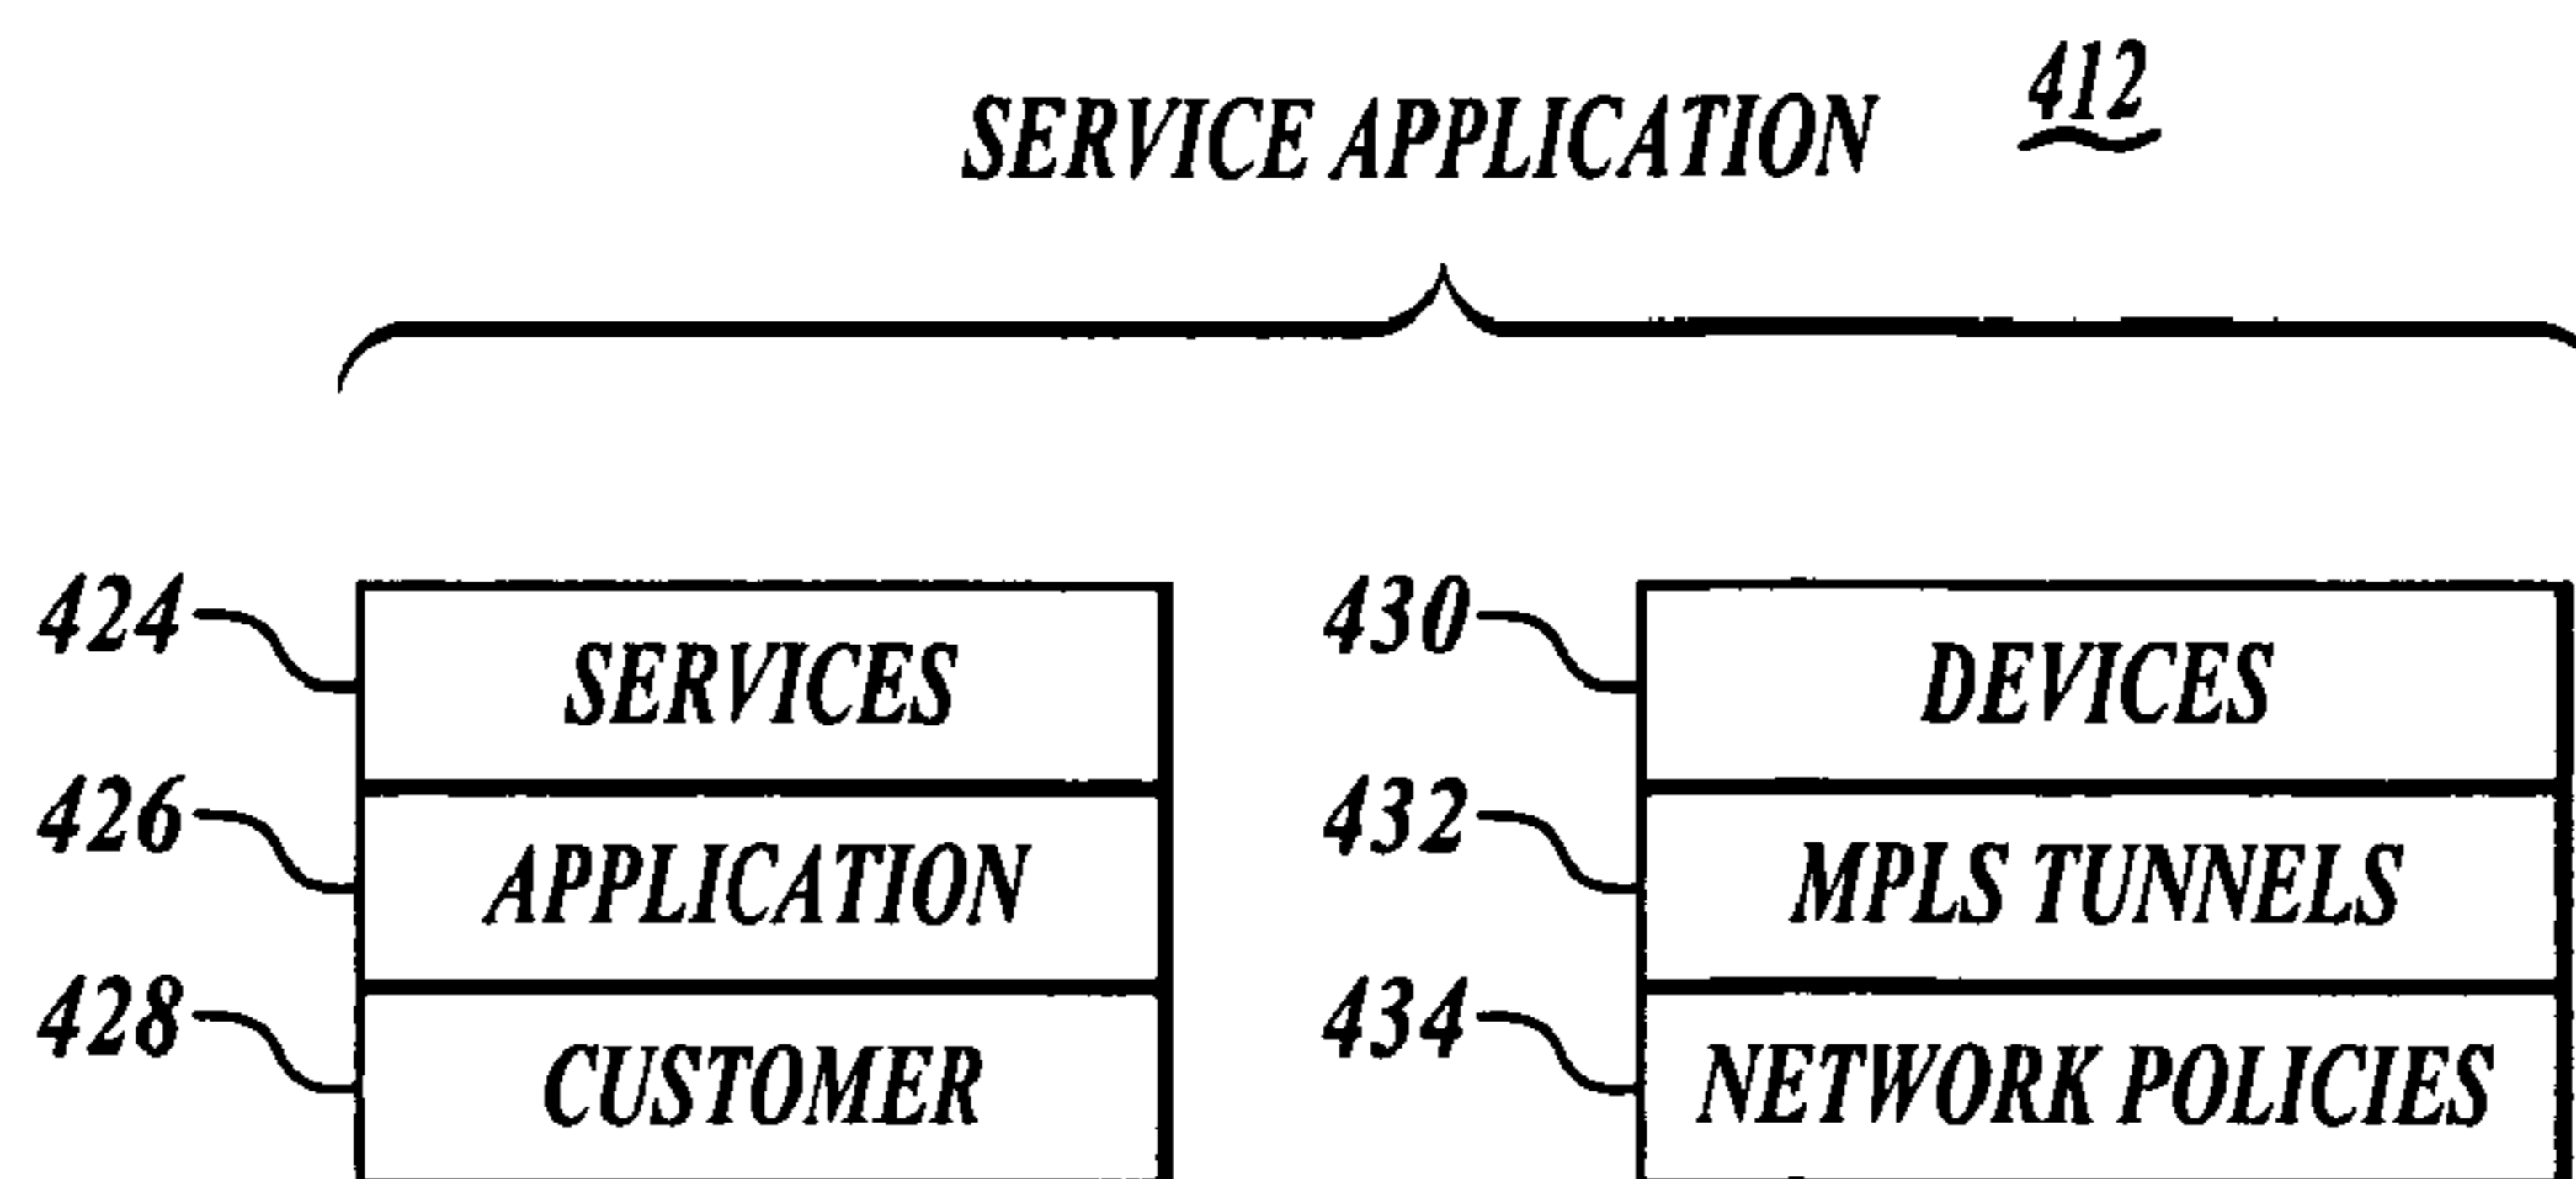 SERVICE APPLICATION 412
424 SERVICES 430 DEVICES
426 APPLICATION 432 MPLS TUNNELS
428 CUSTOMER 434 NETWORK POLICIES